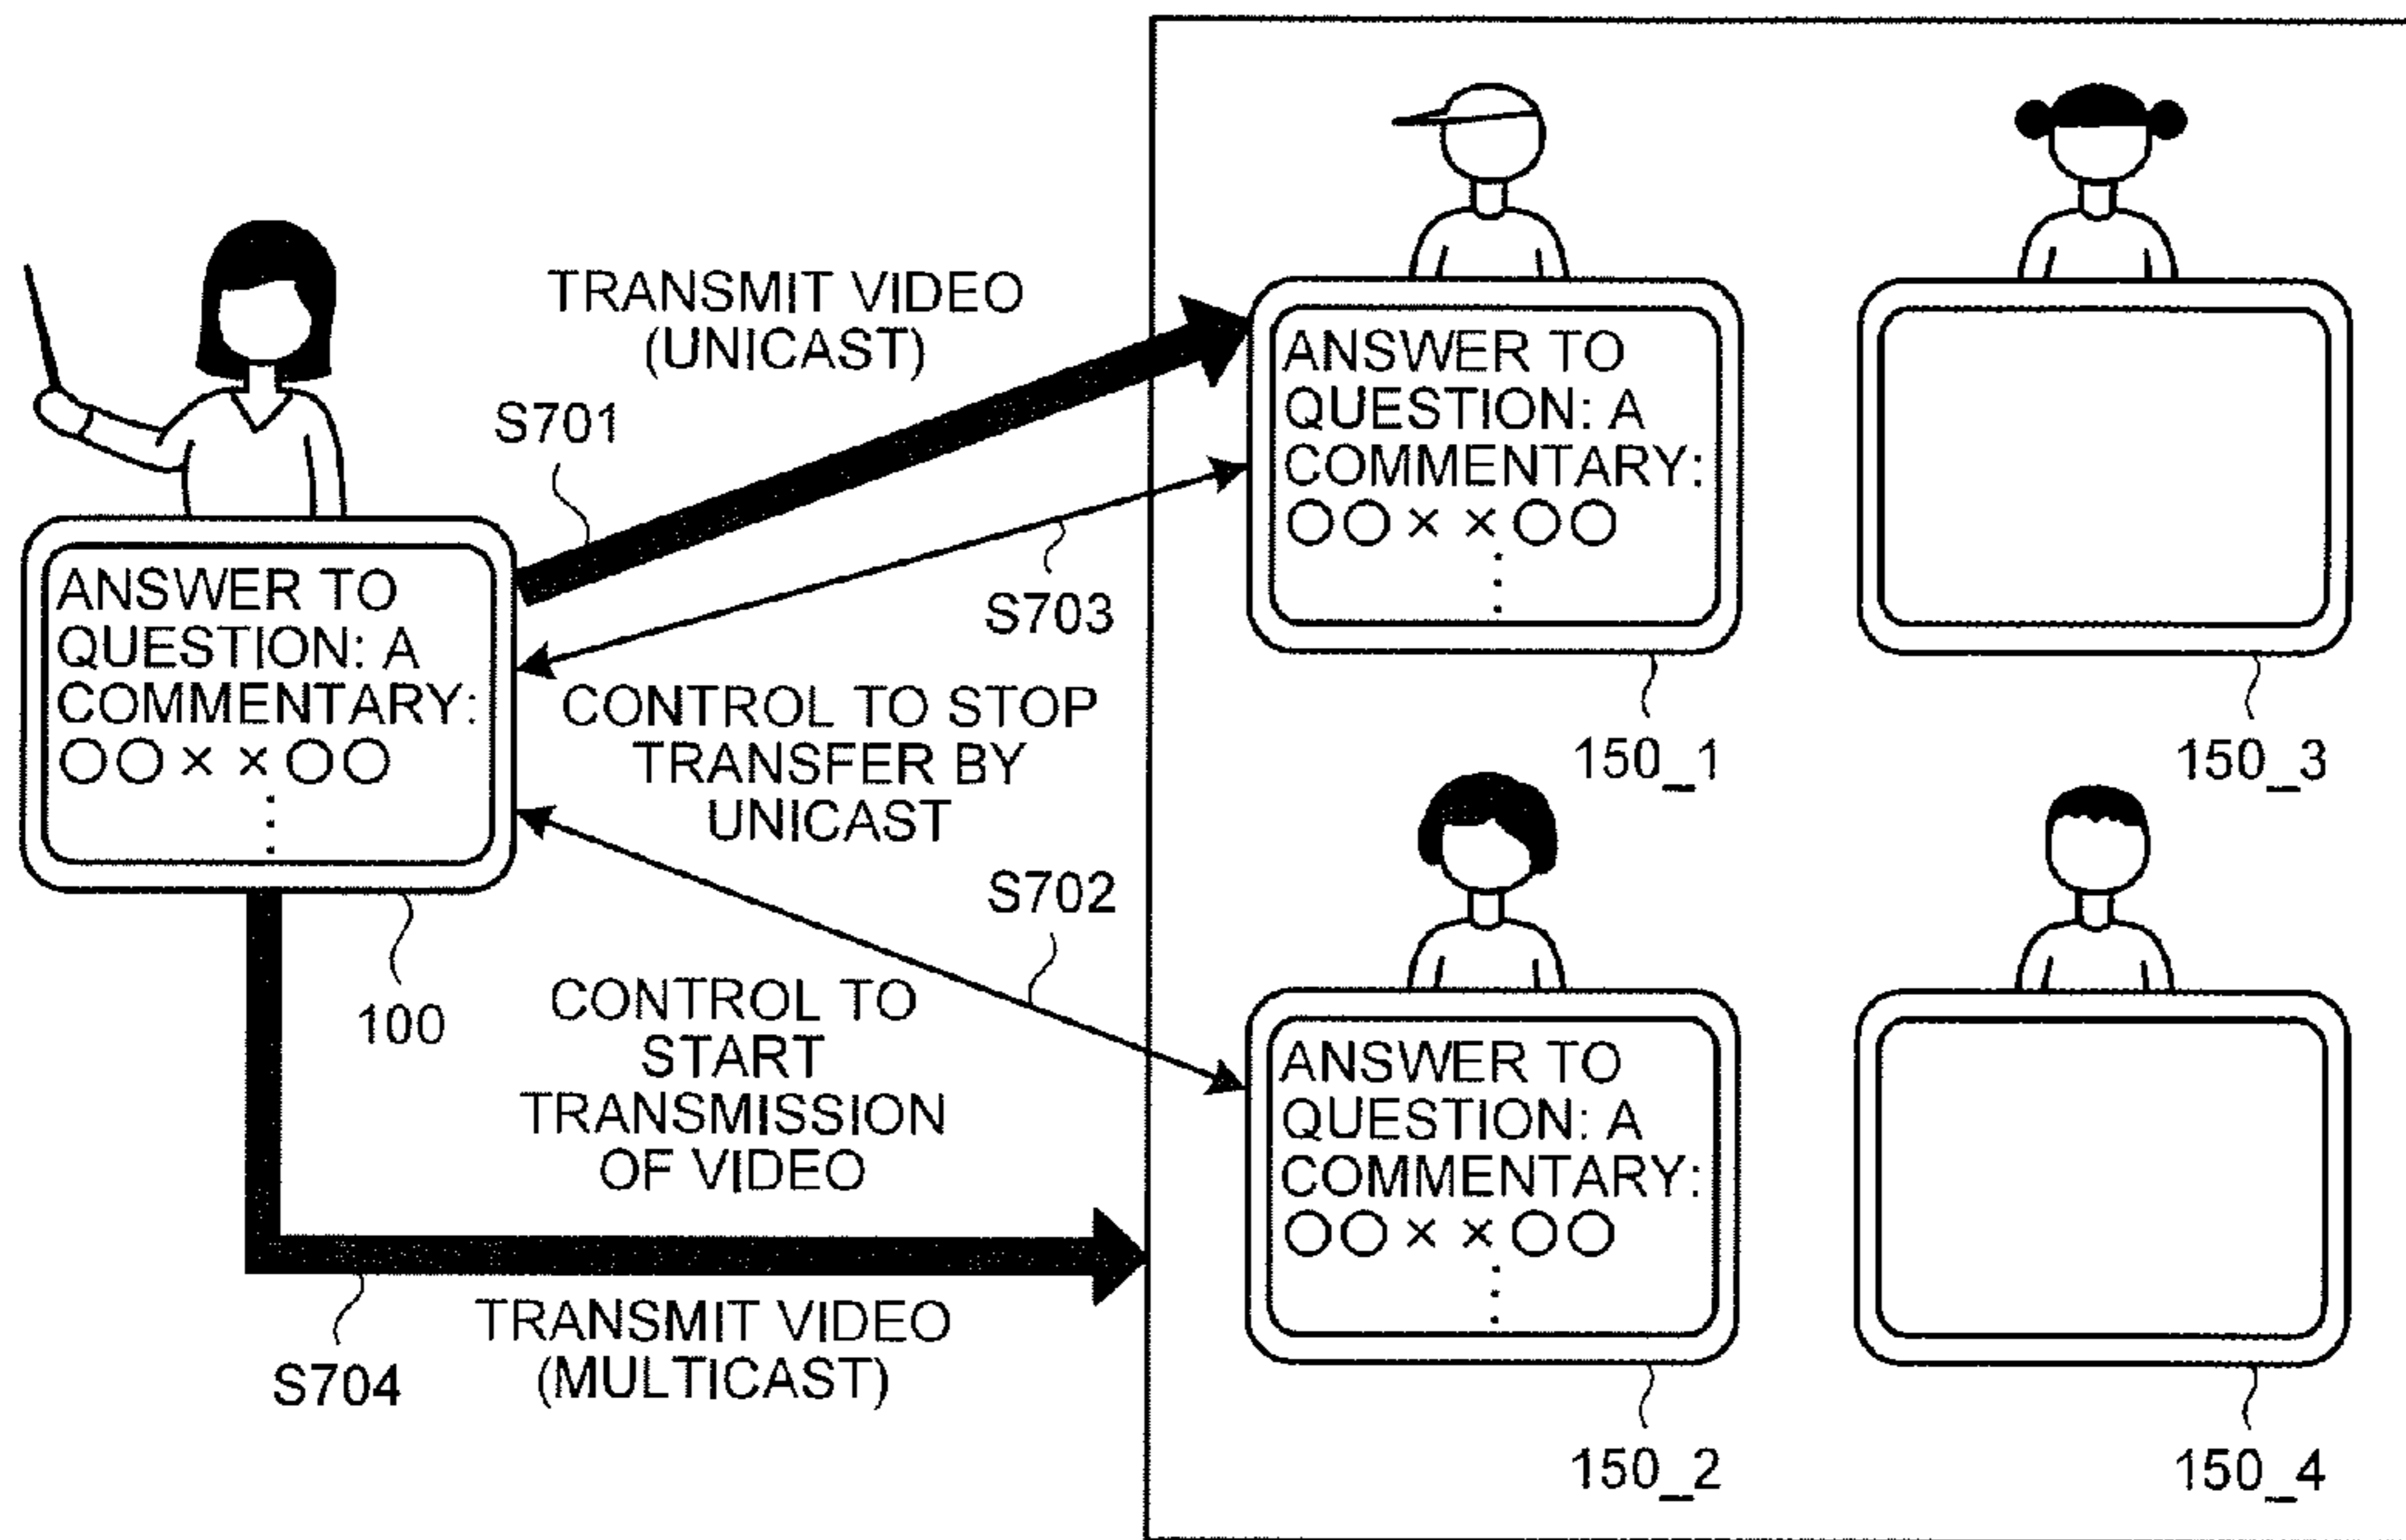 TRANSMIT VIDEO
(UNICAST)
S701
ANSWER TO
QUESTION: A
COMMENTARY:
○○××○○
⋮
100
S703
CONTROL TO STOP
TRANSFER BY
UNICAST
S702
CONTROL TO
START
TRANSMISSION
OF VIDEO
TRANSMIT VIDEO
(MULTICAST)
S704
ANSWER TO
QUESTION: A
COMMENTARY:
○○××○○
⋮
150_1
150_3
ANSWER TO
QUESTION: A
COMMENTARY:
○○××○○
⋮
150_2
150_4